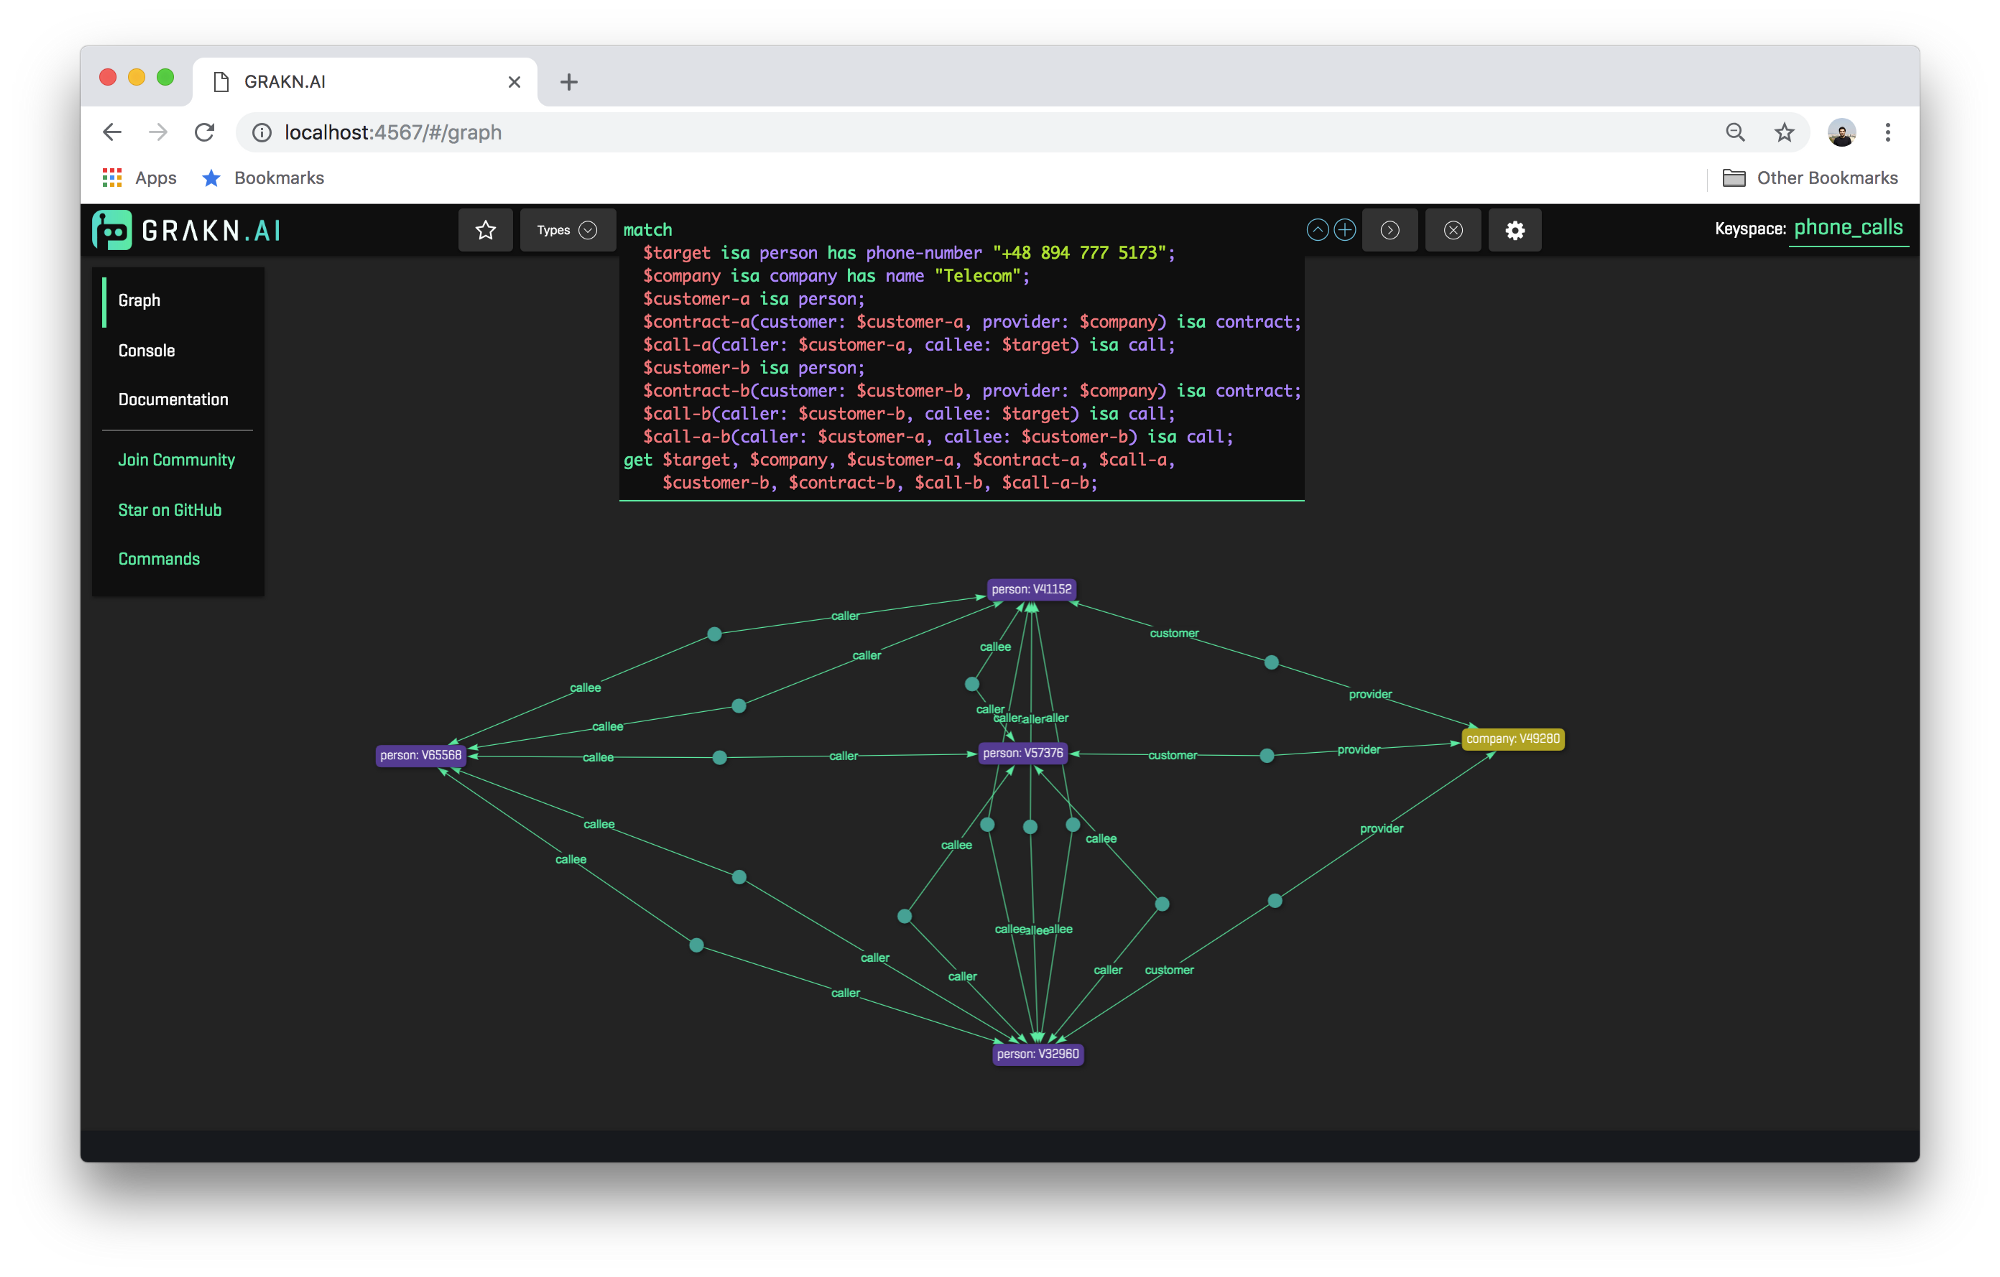 GRAKN.AI
localhost:4567/#/graph
Apps
Bookmarks
Other Bookmarks
GRAKN.AI
Types
Keyspace: phone_calls
match
$target isa person has phone-number "+48 894 777 5173";
$company isa company has name "Telecom";
$customer-a isa person;
$contract-a(customer: $customer-a, provider: $company) isa contract;
$call-a(caller: $customer-a, callee: $target) isa call;
$customer-b isa person;
$contract-b(customer: $customer-b, provider: $company) isa contract;
$call-b(caller: $customer-b, callee: $target) isa call;
$call-a-b(caller: $customer-a, callee: $customer-b) isa call;
get $target, $company, $customer-a, $contract-a, $call-a,
$customer-b, $contract-b, $call-b, $call-a-b;
Graph
Console
Documentation
Join Community
Star on GitHub
Commands
person: V41152
caller
customer
callee
caller
callee
provider
caller
caller aller aller
callee
company: V49280
person: V65568
callee
caller
person: V57376
customer
provider
callee
provider
callee
callee
callee
callee allee allee
caller
caller
caller
customer
caller
person: V32960